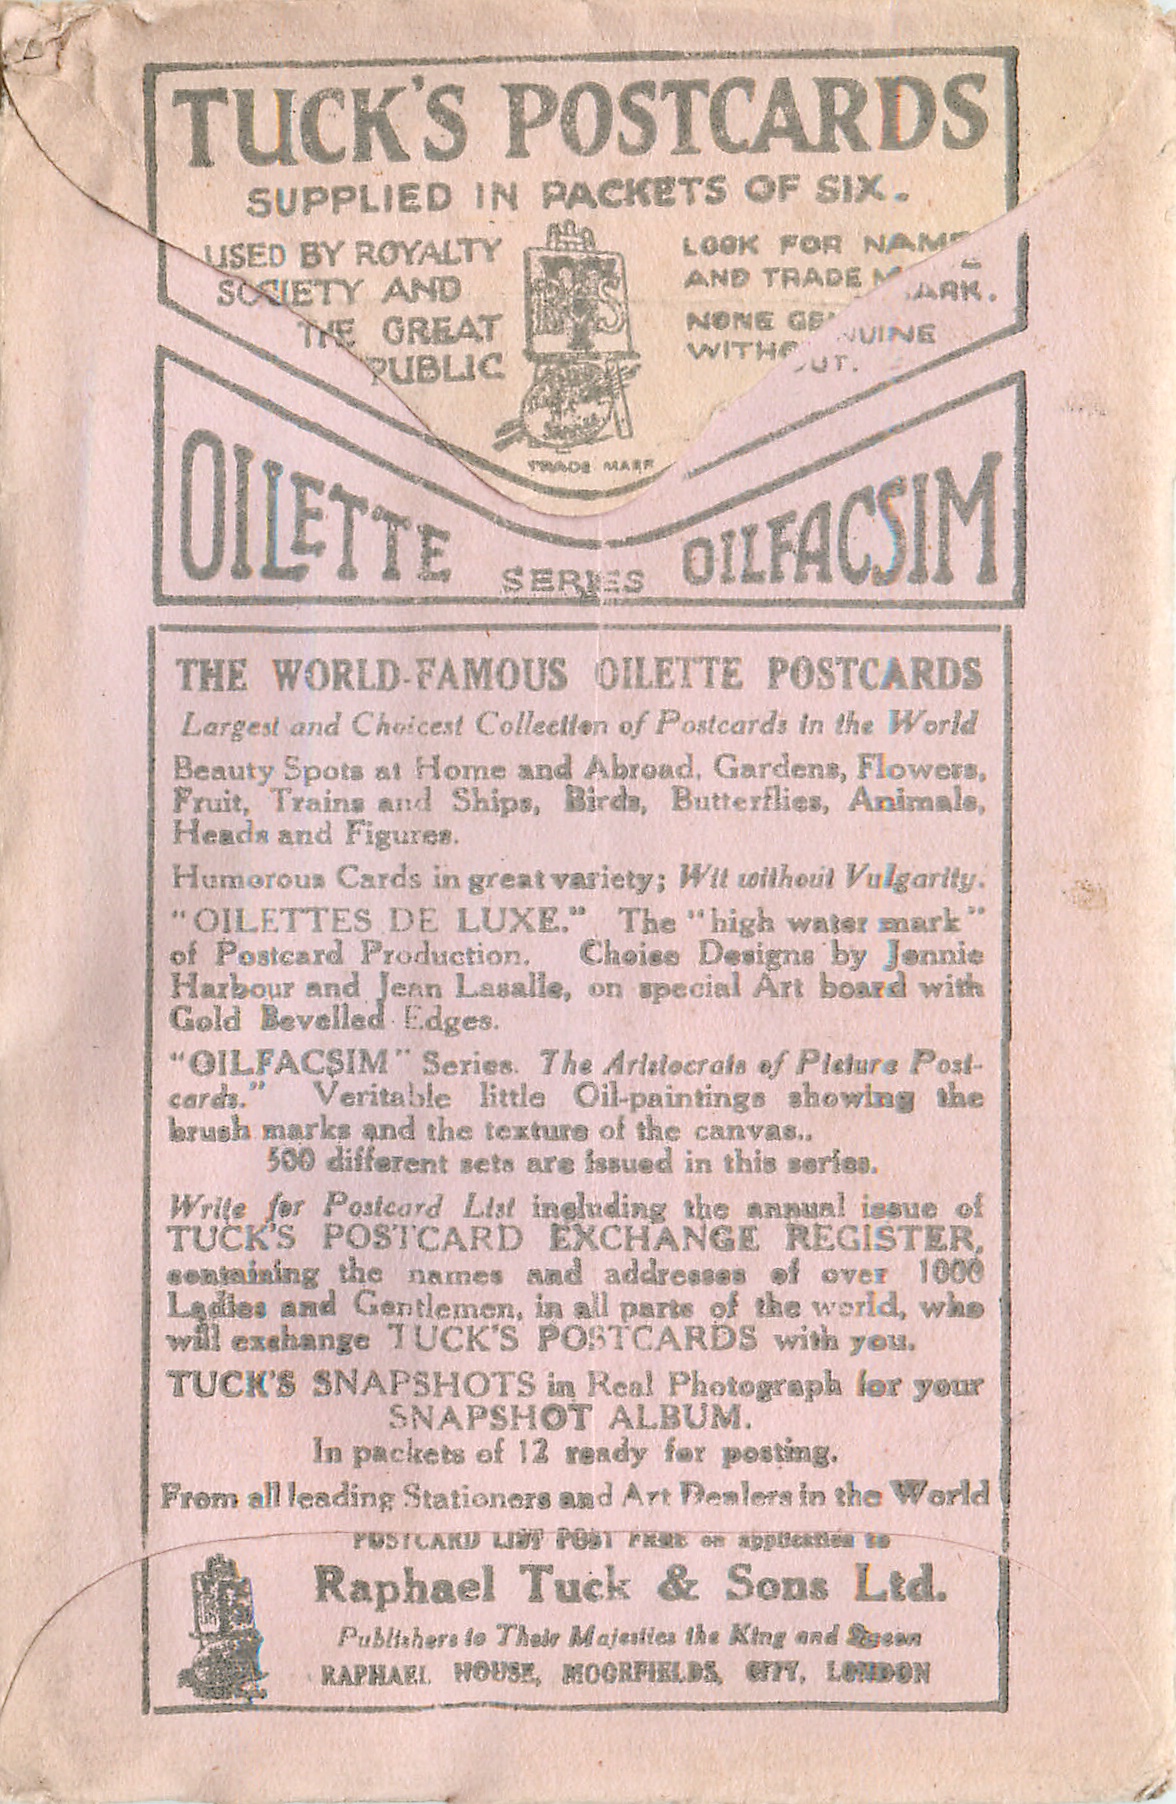 TUCK'S POSTCARDS
SUPPLIED IN PACKETS OF SIX.
USED BY ROYALTY
SOCIETY AND
THE GREAT
PUBLIC
LOOK FOR NAME
AND TRADE MARK.
NONE GENUINE
WITHOUT.
TRADE MARK
OILETTE SERIES OILFACSIM
THE WORLD-FAMOUS OILETTE POSTCARDS
Largest and Choicest Collection of Postcards in the World
Beauty Spots at Home and Abroad, Gardens, Flowers,
Fruit, Trains and Ships, Birds, Butterflies, Animals,
Heads and Figures.
Humorous Cards in great variety; Wit without Vulgarity.
"OILETTES DE LUXE." The "high water mark"
of Postcard Production. Choice Designs by Jennie
Harbour and Jean Lasalle, on special Art board with
Gold Bevelled Edges.
"OILFACSIM" Series. The Aristocrats of Picture Post-
cards." Veritable little Oil-paintings showing the
brush marks and the texture of the canvas..
500 different sets are issued in this series.
Write for Postcard List including the annual issue of
TUCK'S POSTCARD EXCHANGE REGISTER,
containing the names and addresses of over 1000
Ladies and Gentlemen, in all parts of the world, who
will exchange TUCK'S POSTCARDS with you.
TUCK'S SNAPSHOTS in Real Photograph for your
SNAPSHOT ALBUM.
In packets of 12 ready for posting.
From all leading Stationers and Art Dealers in the World
POSTCARD LIST POST FREE on application to
Raphael Tuck & Sons Ltd.
Publishers to Their Majesties the King and Queen
RAPHAEL HOUSE, MOORFIELDS, CITY, LONDON